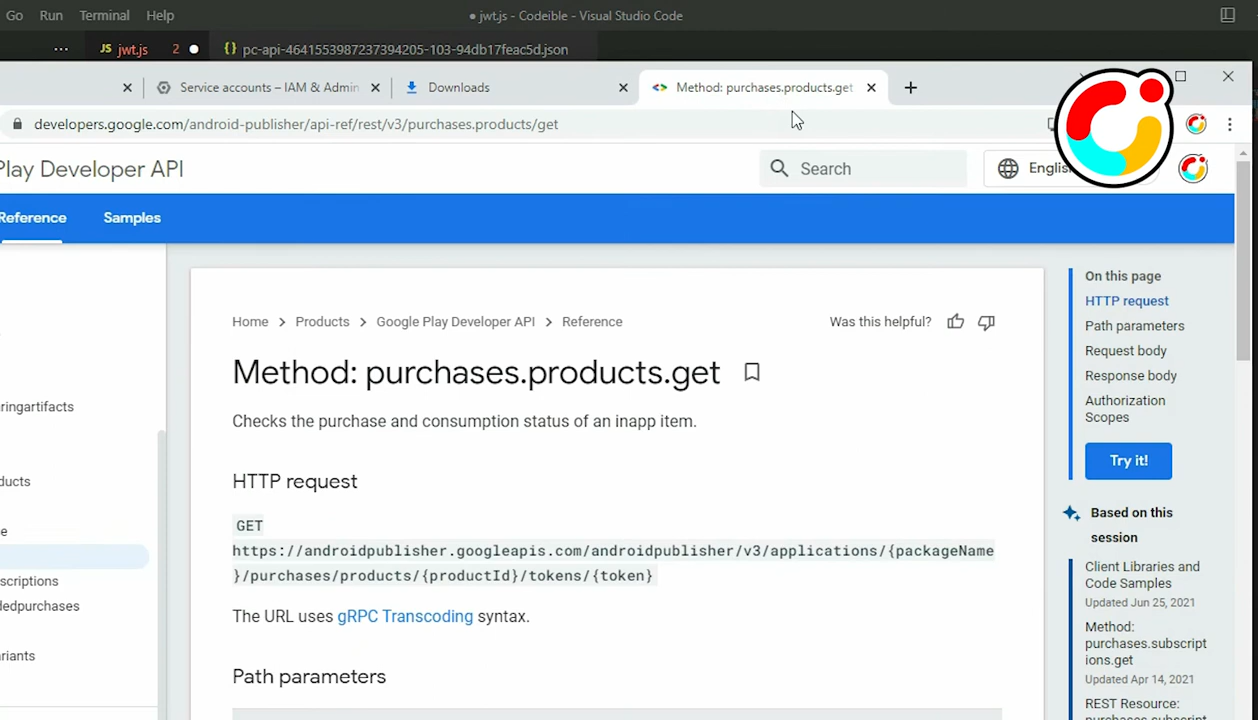 Go Run Terminal Help ● jwt.js - Codeible - Visual Studio Code
... JS jwt.js 2 ● {} pc-api-4641553987237394205-103-94db17feac5d.json
Service accounts – IAM & Admin Downloads Method: purchases.products.get
developers.google.com/android-publisher/api-ref/rest/v3/purchases.products/get
Play Developer API Search
Reference Samples
Home > Products > Google Play Developer API > Reference Was this helpful?
Method: purchases.products.get
Checks the purchase and consumption status of an inapp item.
HTTP request
GET
https://androidpublisher.googleapis.com/androidpublisher/v3/applications/{packageName
}/purchases/products/{productId}/tokens/{token}
The URL uses gRPC Transcoding syntax.
Path parameters
On this page
HTTP request
Path parameters
Request body
Response body
Authorization
Scopes
Try it!
Based on this
session
Client Libraries and
Code Samples
Updated Jun 25, 2021
Method:
purchases.subscript
ions.get
Updated Apr 14, 2021
REST Resource: